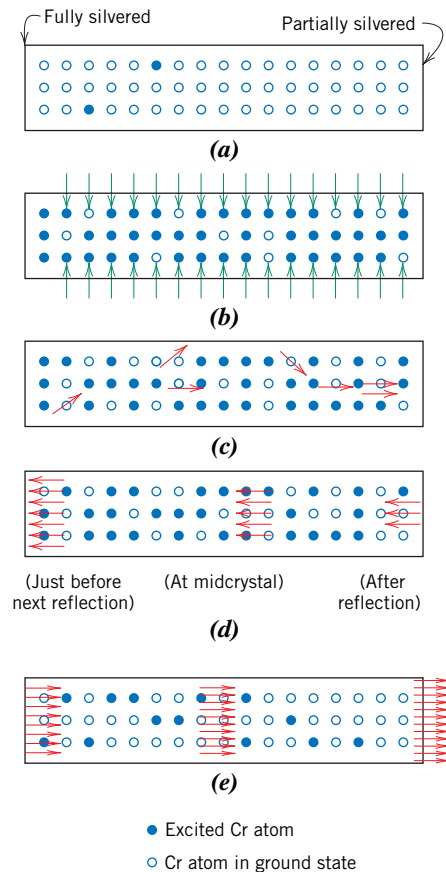 Fully silvered
Partially silvered
(a)
(b)
(c)
(Just before
next reflection)
(At midcrystal)
(After
reflection)
(d)
(e)
Excited Cr atom
Cr atom in ground state